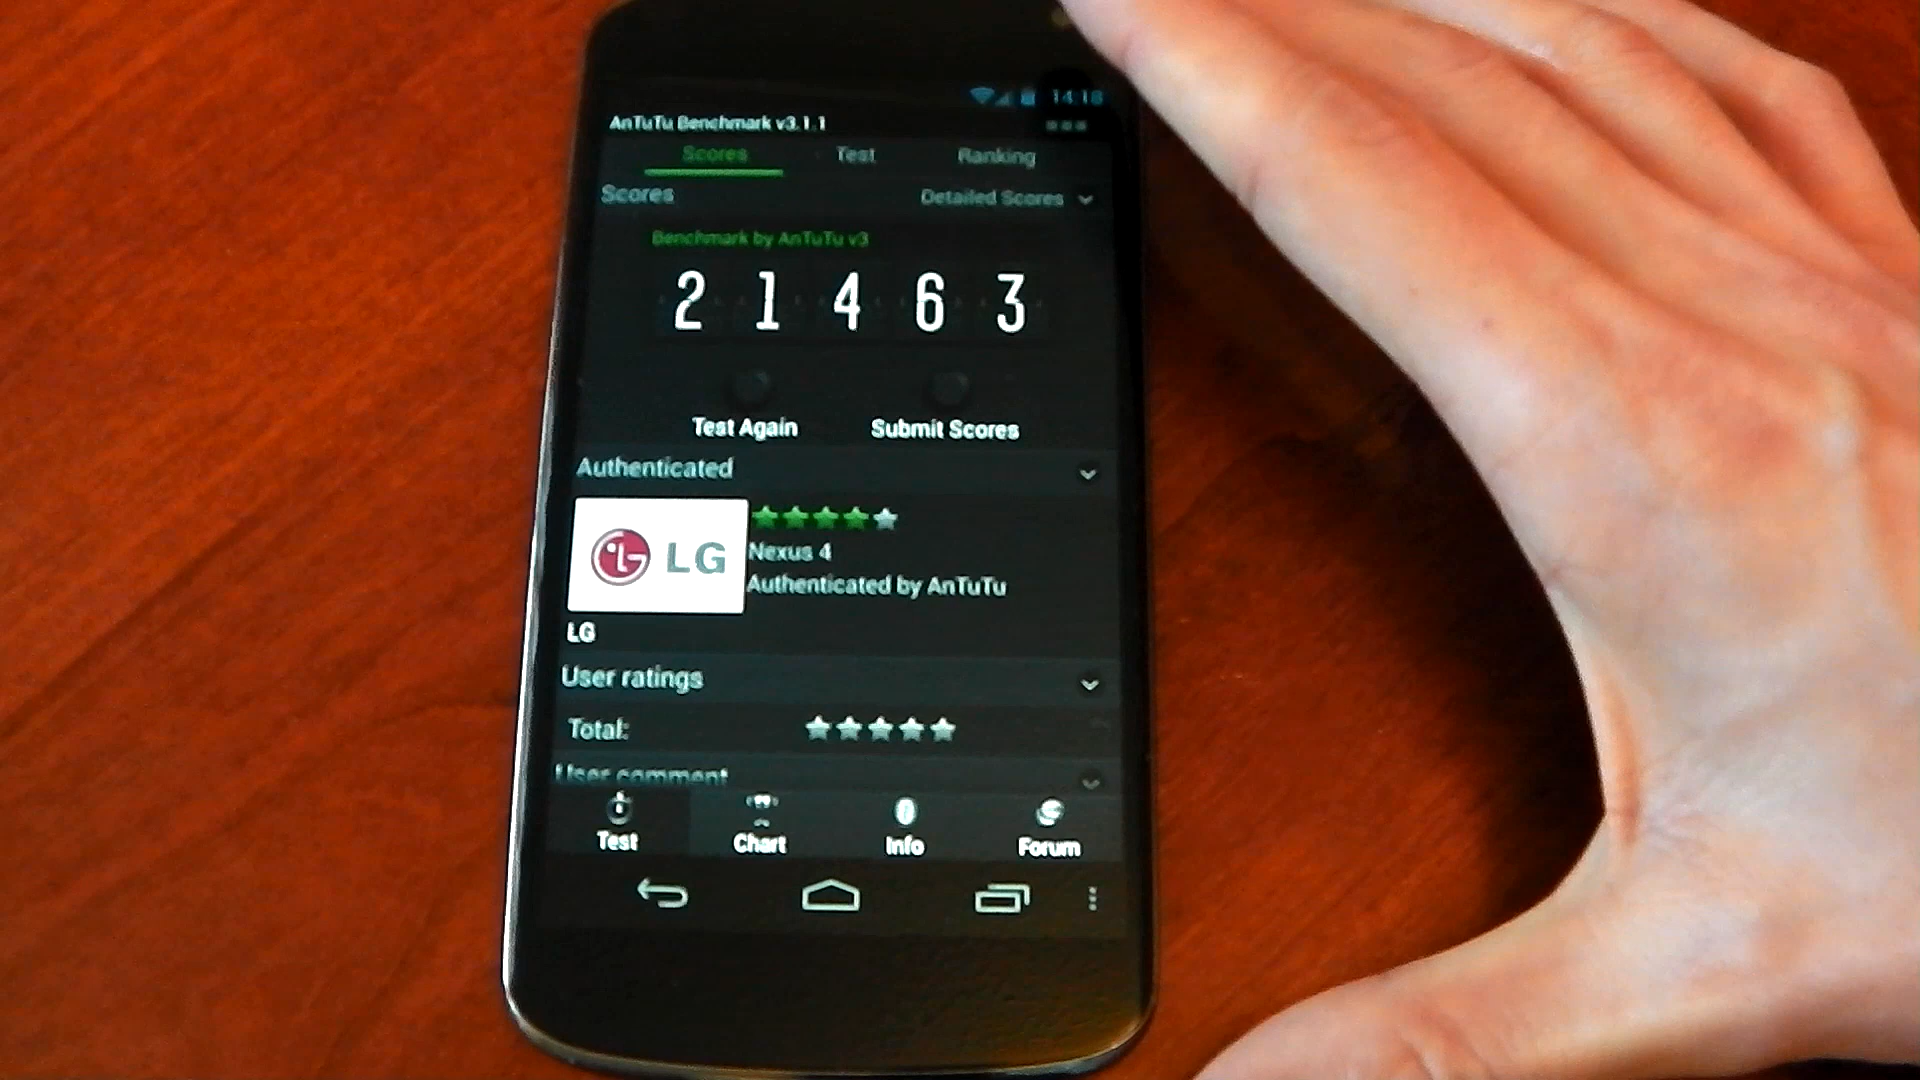 14:18
AnTuTu Benchmark v3.1.1
Scores Test Ranking
Scores Detailed Scores
Benchmark by AnTuTu v3
2 1 4 6 3
Test Again Submit Scores
Authenticated
LG
Nexus 4
Authenticated by AnTuTu
LG
User ratings
Total:
User comment
Test Chart Info Forum